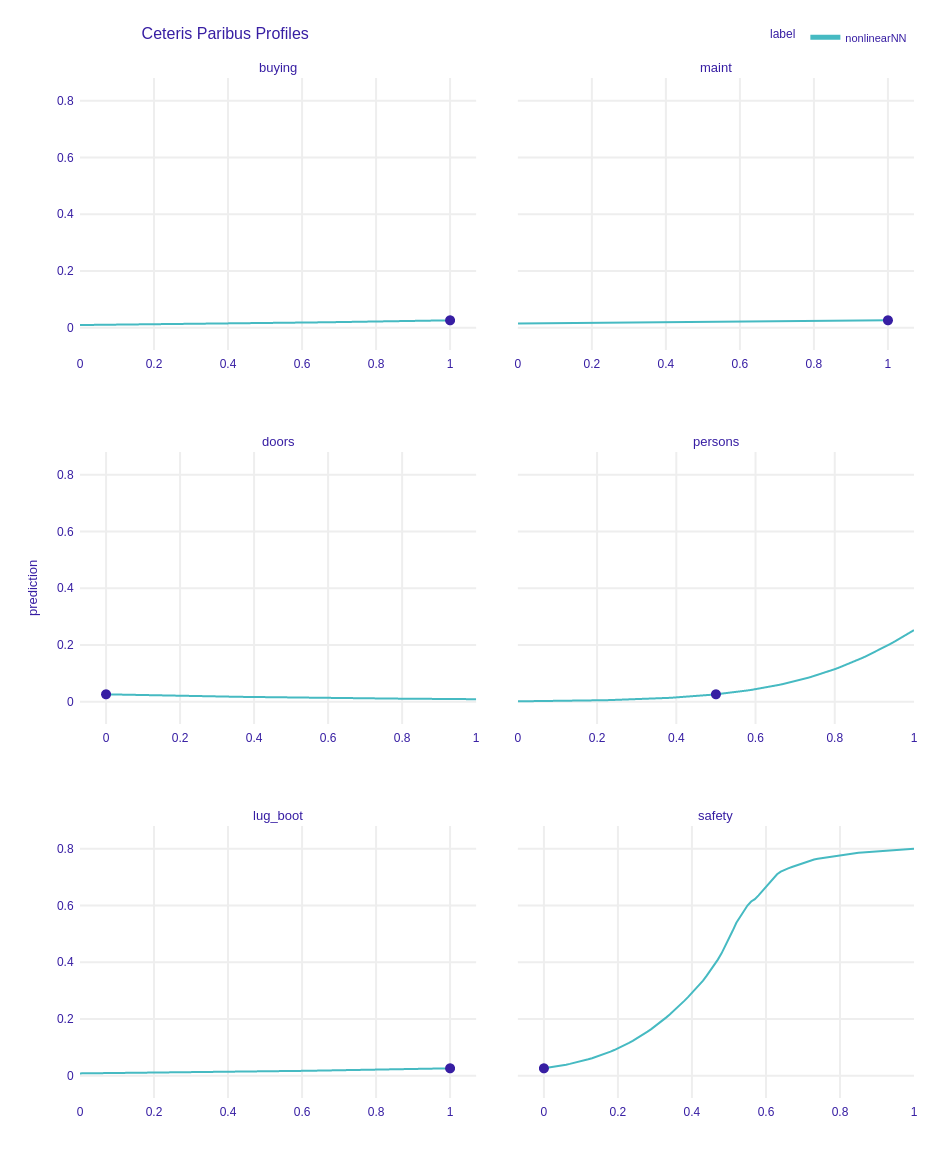 Ceteris Paribus Profiles
label nonlinearNN
buying maint
0.8
0.6
0.4
0.2
0
0 0.2 0.4 0.6 0.8 1 0 0.2 0.4 0.6 0.8 1
doors persons
0.8
0.6
0.4
0.2
0
prediction
0 0.2 0.4 0.6 0.8 1 0 0.2 0.4 0.6 0.8 1
lug_boot safety
0.8
0.6
0.4
0.2
0
0 0.2 0.4 0.6 0.8 1 0 0.2 0.4 0.6 0.8 1